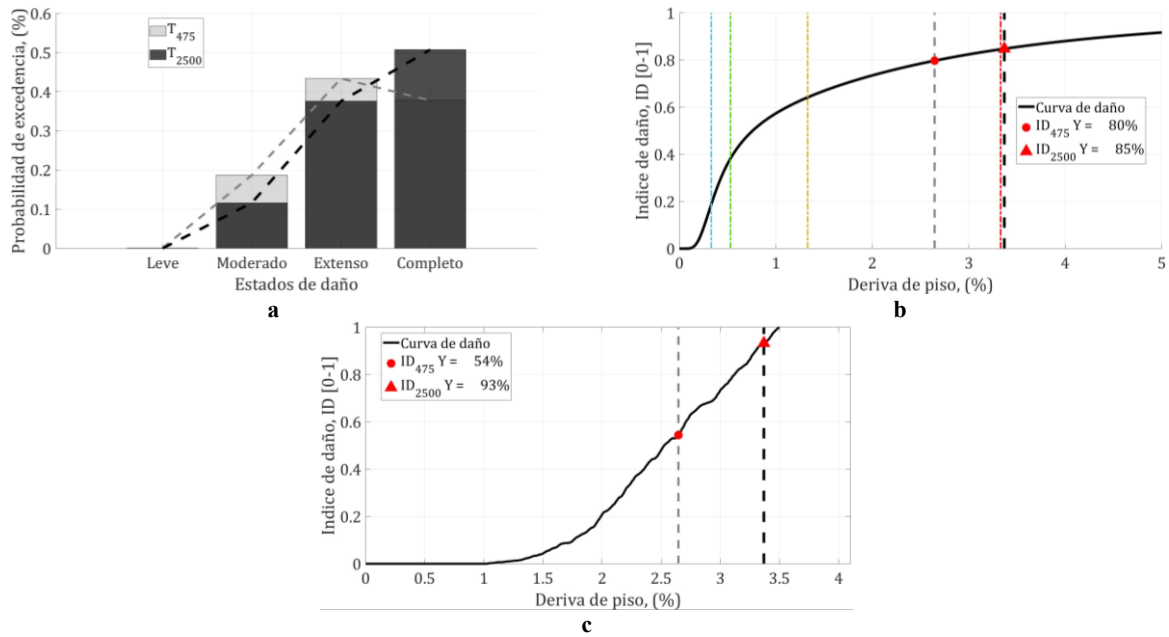 0.6
0.5
0.4
0.3
0.2
0.1
0
Probabilidad de excedencia, (%)
T475
T2500
Leve Moderado Extenso Completo
Estados de daño
a
1
0.8
0.6
0.4
0.2
0
Indice de daño, ID [0-1]
Curva de daño
ID475 Y = 80%
ID2500 Y = 85%
0 1 2 3 4 5
Deriva de piso, (%)
b
1
0.8
0.6
0.4
0.2
0
Indice de daño, ID [0-1]
Curva de daño
ID475 Y = 54%
ID2500 Y = 93%
0 0.5 1 1.5 2 2.5 3 3.5 4
Deriva de piso, (%)
c